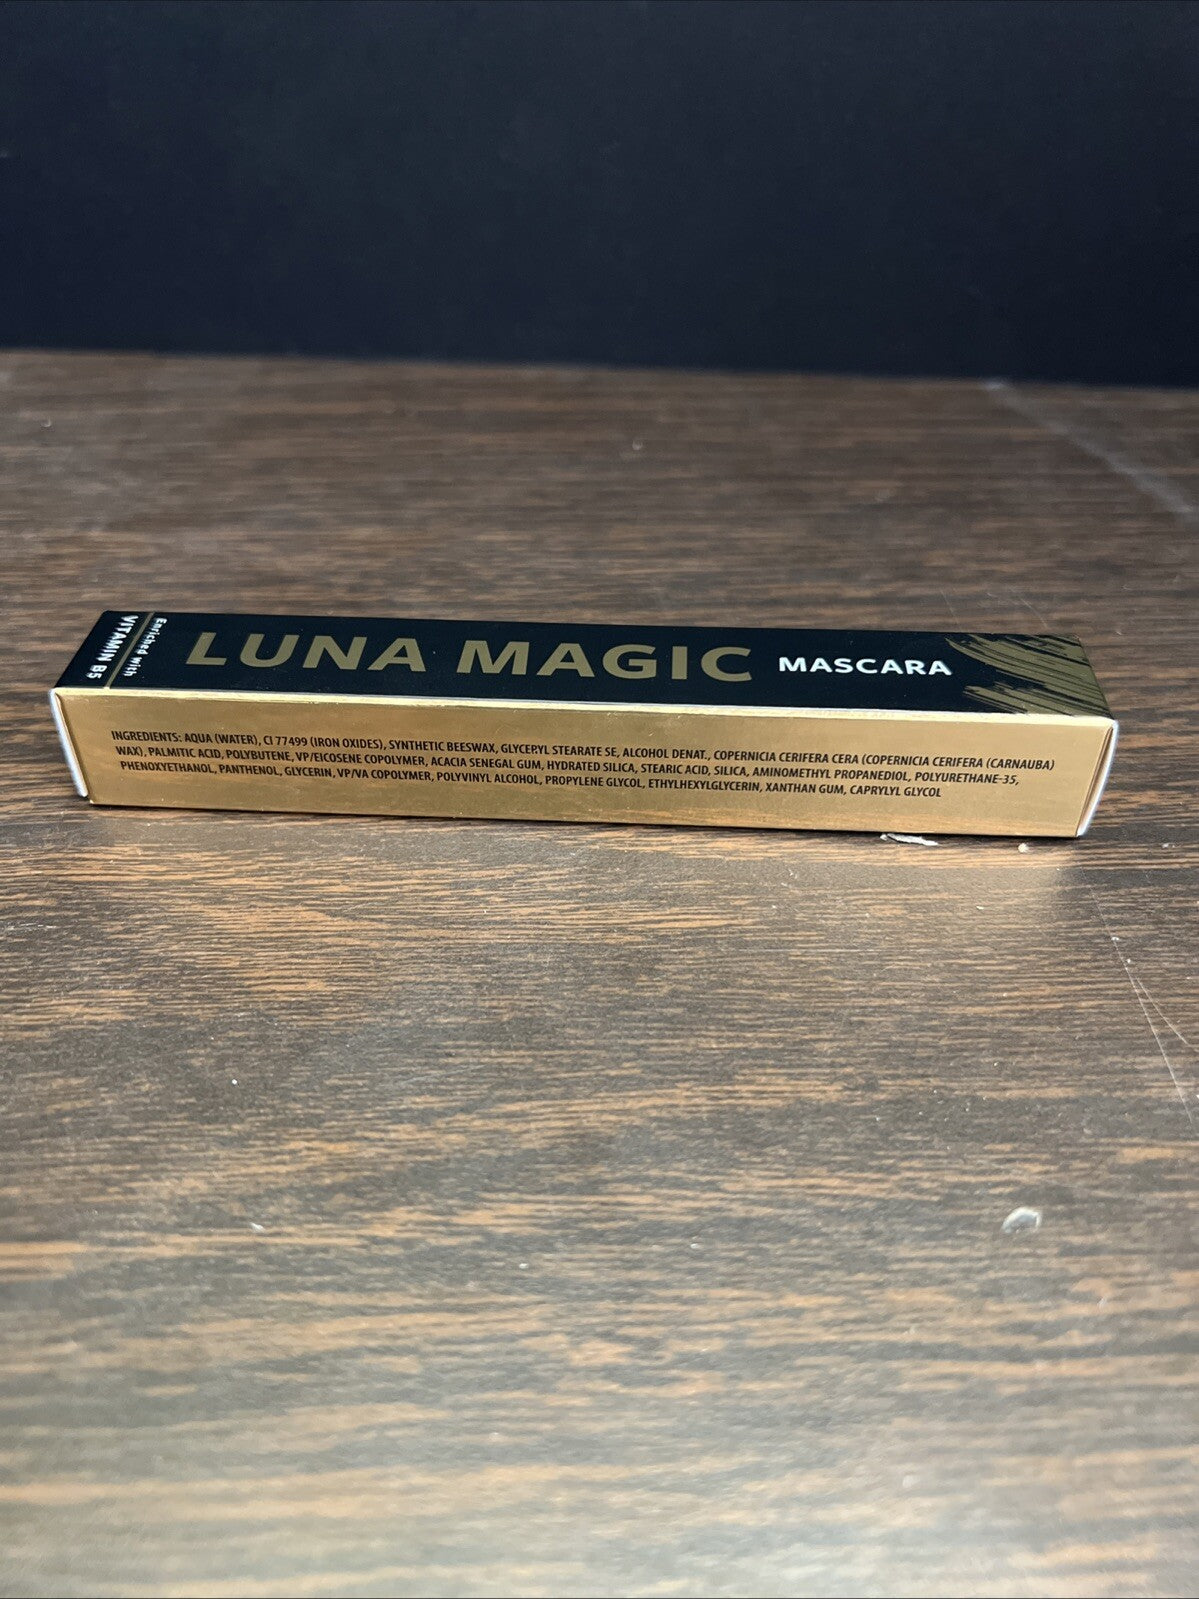 Enriched with
VITAMIN B5
LUNA MAGIC MASCARA
INGREDIENTS: AQUA (WATER), CI 77499 (IRON OXIDES), SYNTHETIC BEESWAX, GLYCERYL STEARATE SE, ALCOHOL DENAT., COPERNICIA CERIFERA CERA (COPERNICIA CERIFERA (CARNAUBA)
WAX), PALMITIC ACID, POLYBUTENE, VP/EICOSENE COPOLYMER, ACACIA SENEGAL GUM, HYDRATED SILICA, STEARIC ACID, SILICA, AMINOMETHYL PROPANEDIOL, POLYURETHANE-35,
PHENOXYETHANOL, PANTHENOL, GLYCERIN, VP/VA COPOLYMER, POLYVINYL ALCOHOL, PROPYLENE GLYCOL, ETHYLHEXYLGLYCERIN, XANTHAN GUM, CAPRYLYL GLYCOL